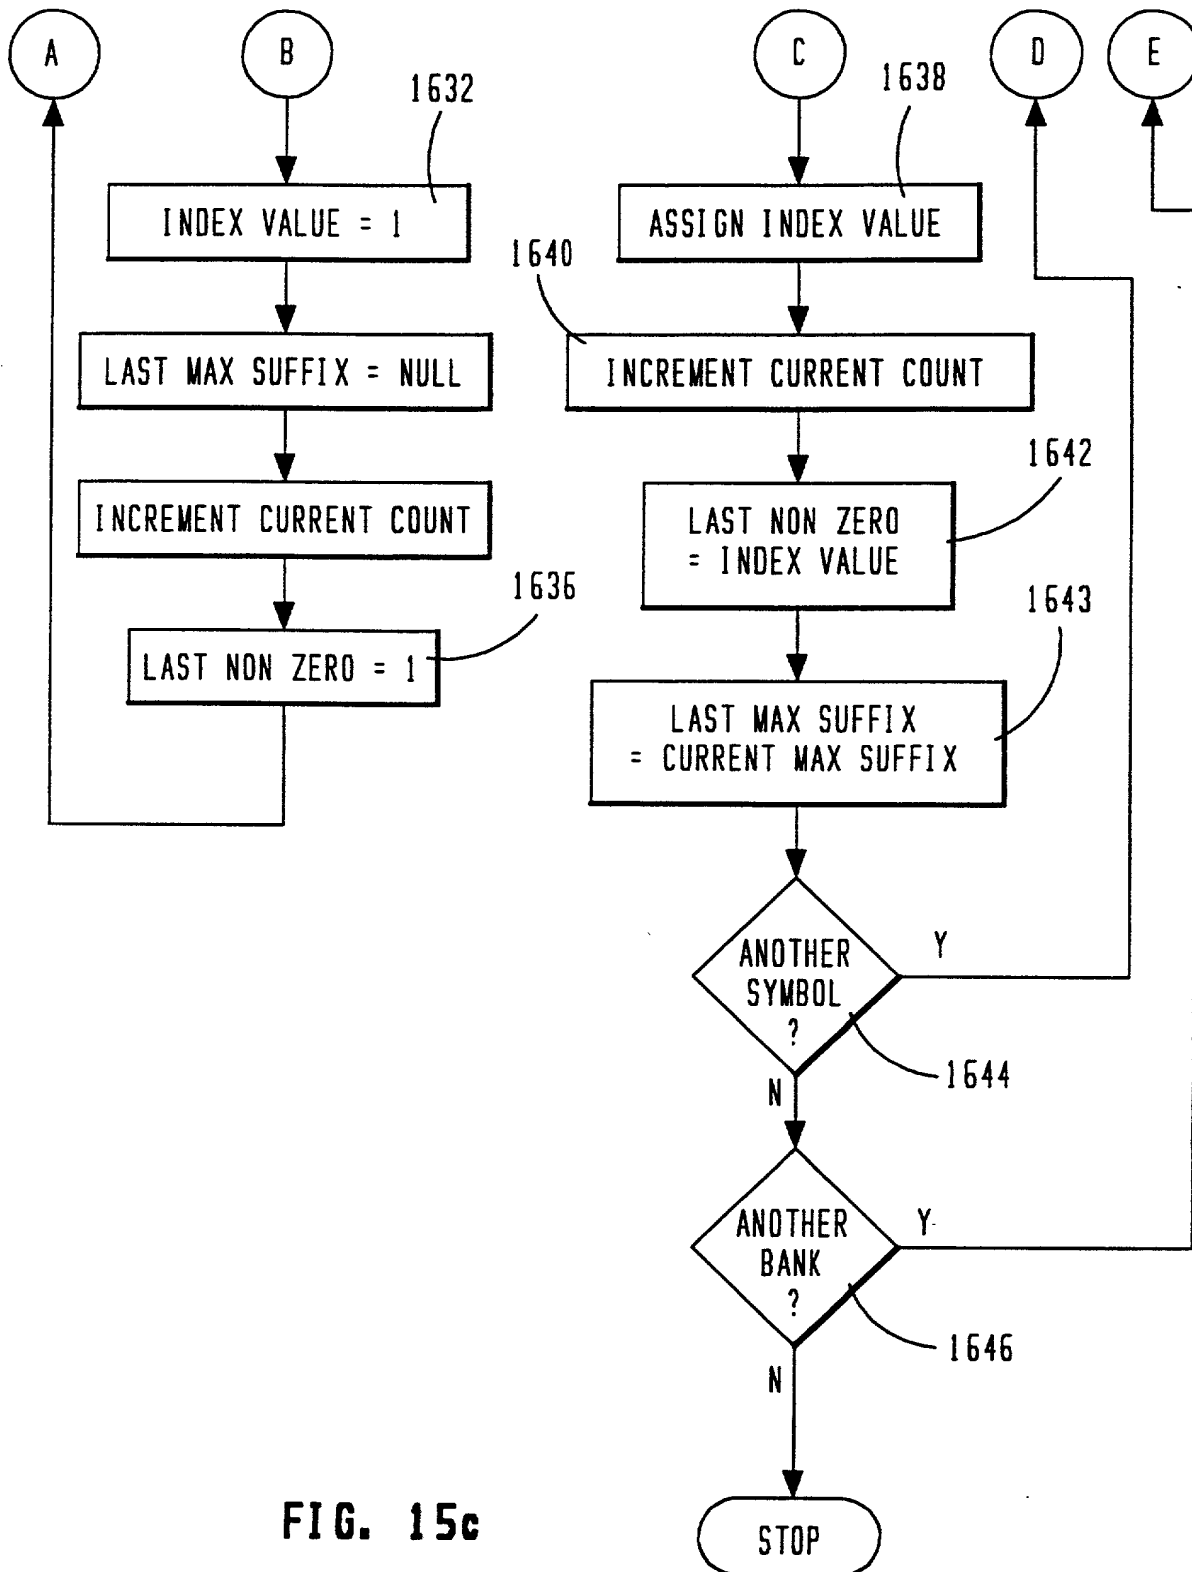 A
B
C
D
E
1632
1638
INDEX VALUE = 1
ASSIGN INDEX VALUE
1640
LAST MAX SUFFIX = NULL
INCREMENT CURRENT COUNT
1642
INCREMENT CURRENT COUNT
LAST NON ZERO
= INDEX VALUE
1636
1643
LAST NON ZERO = 1
LAST MAX SUFFIX
= CURRENT MAX SUFFIX
ANOTHER
SYMBOL
?
Y
1644
N
ANOTHER
BANK
?
Y
1646
N
STOP
FIG. 15c